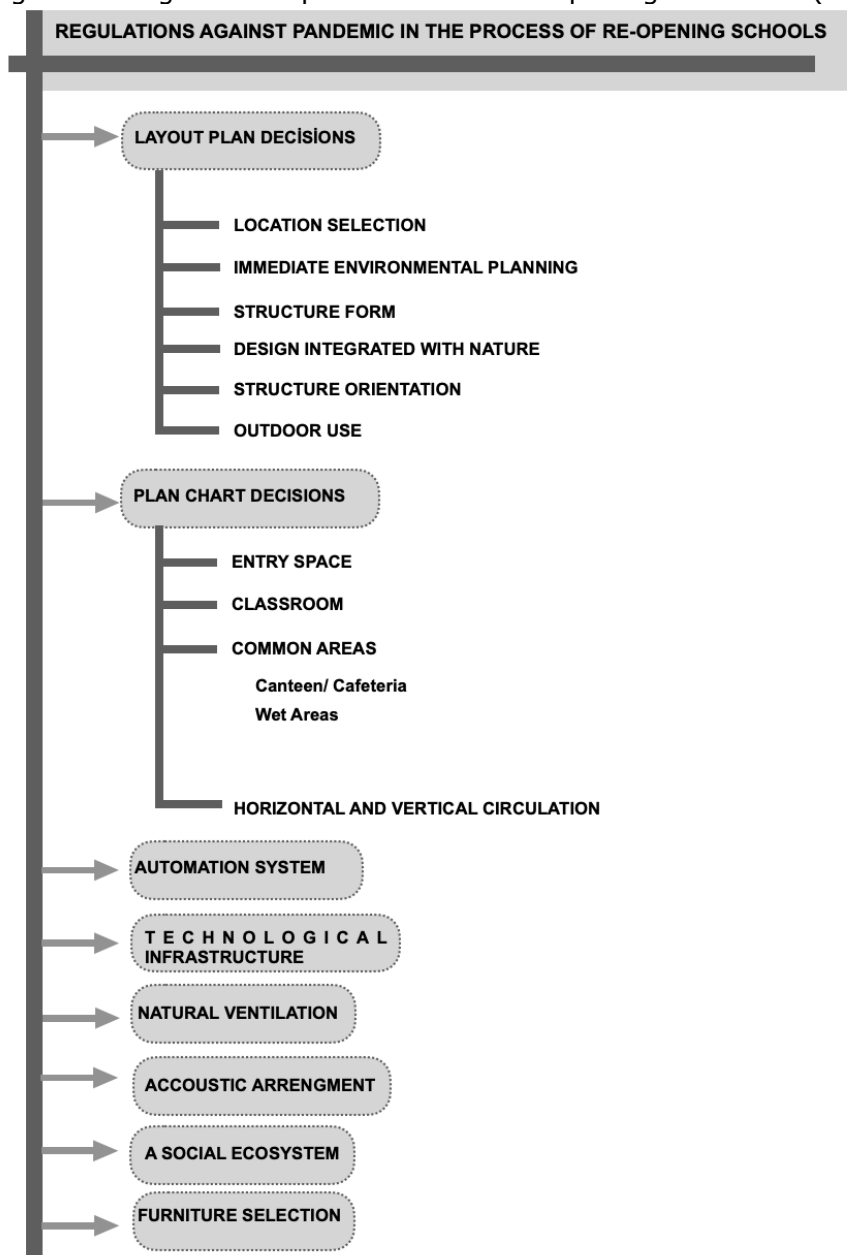 REGULATIONS AGAINST PANDEMIC IN THE PROCESS OF RE-OPENING SCHOOLS
LAYOUT PLAN DECİSİONS
LOCATION SELECTION
IMMEDIATE ENVIRONMENTAL PLANNING
STRUCTURE FORM
DESIGN INTEGRATED WITH NATURE
STRUCTURE ORIENTATION
OUTDOOR USE
PLAN CHART DECISIONS
ENTRY SPACE
CLASSROOM
COMMON AREAS
Canteen/ Cafeteria
Wet Areas
HORIZONTAL AND VERTICAL CIRCULATION
AUTOMATION SYSTEM
TECHNOLOGICAL
INFRASTRUCTURE
NATURAL VENTILATION
ACCOUSTIC ARRENGMENT
A SOCIAL ECOSYSTEM
FURNITURE SELECTION